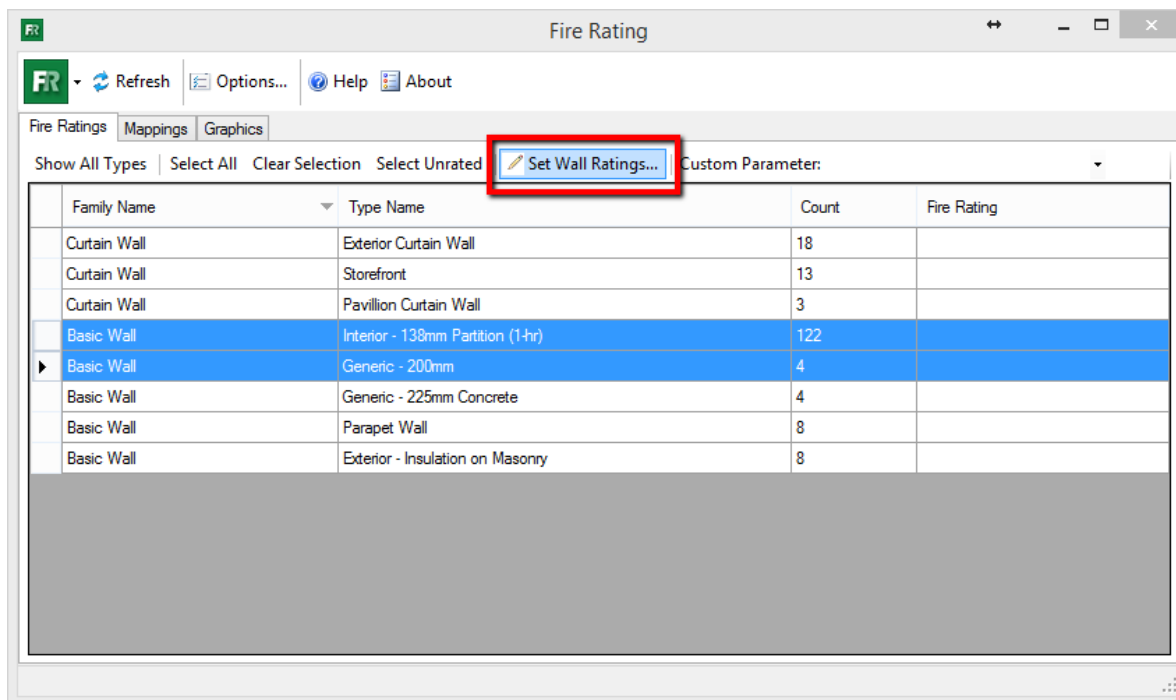 FR Fire Rating
FR Refresh Options... Help About
Fire Ratings Mappings Graphics
Show All Types Select All Clear Selection Select Unrated Set Wall Ratings... Custom Parameter:
Family Name Type Name Count Fire Rating
Curtain Wall Exterior Curtain Wall 18
Curtain Wall Storefront 13
Curtain Wall Pavillion Curtain Wall 3
Basic Wall Interior - 138mm Partition (1-hr) 122
Basic Wall Generic - 200mm 4
Basic Wall Generic - 225mm Concrete 4
Basic Wall Parapet Wall 8
Basic Wall Exterior - Insulation on Masonry 8